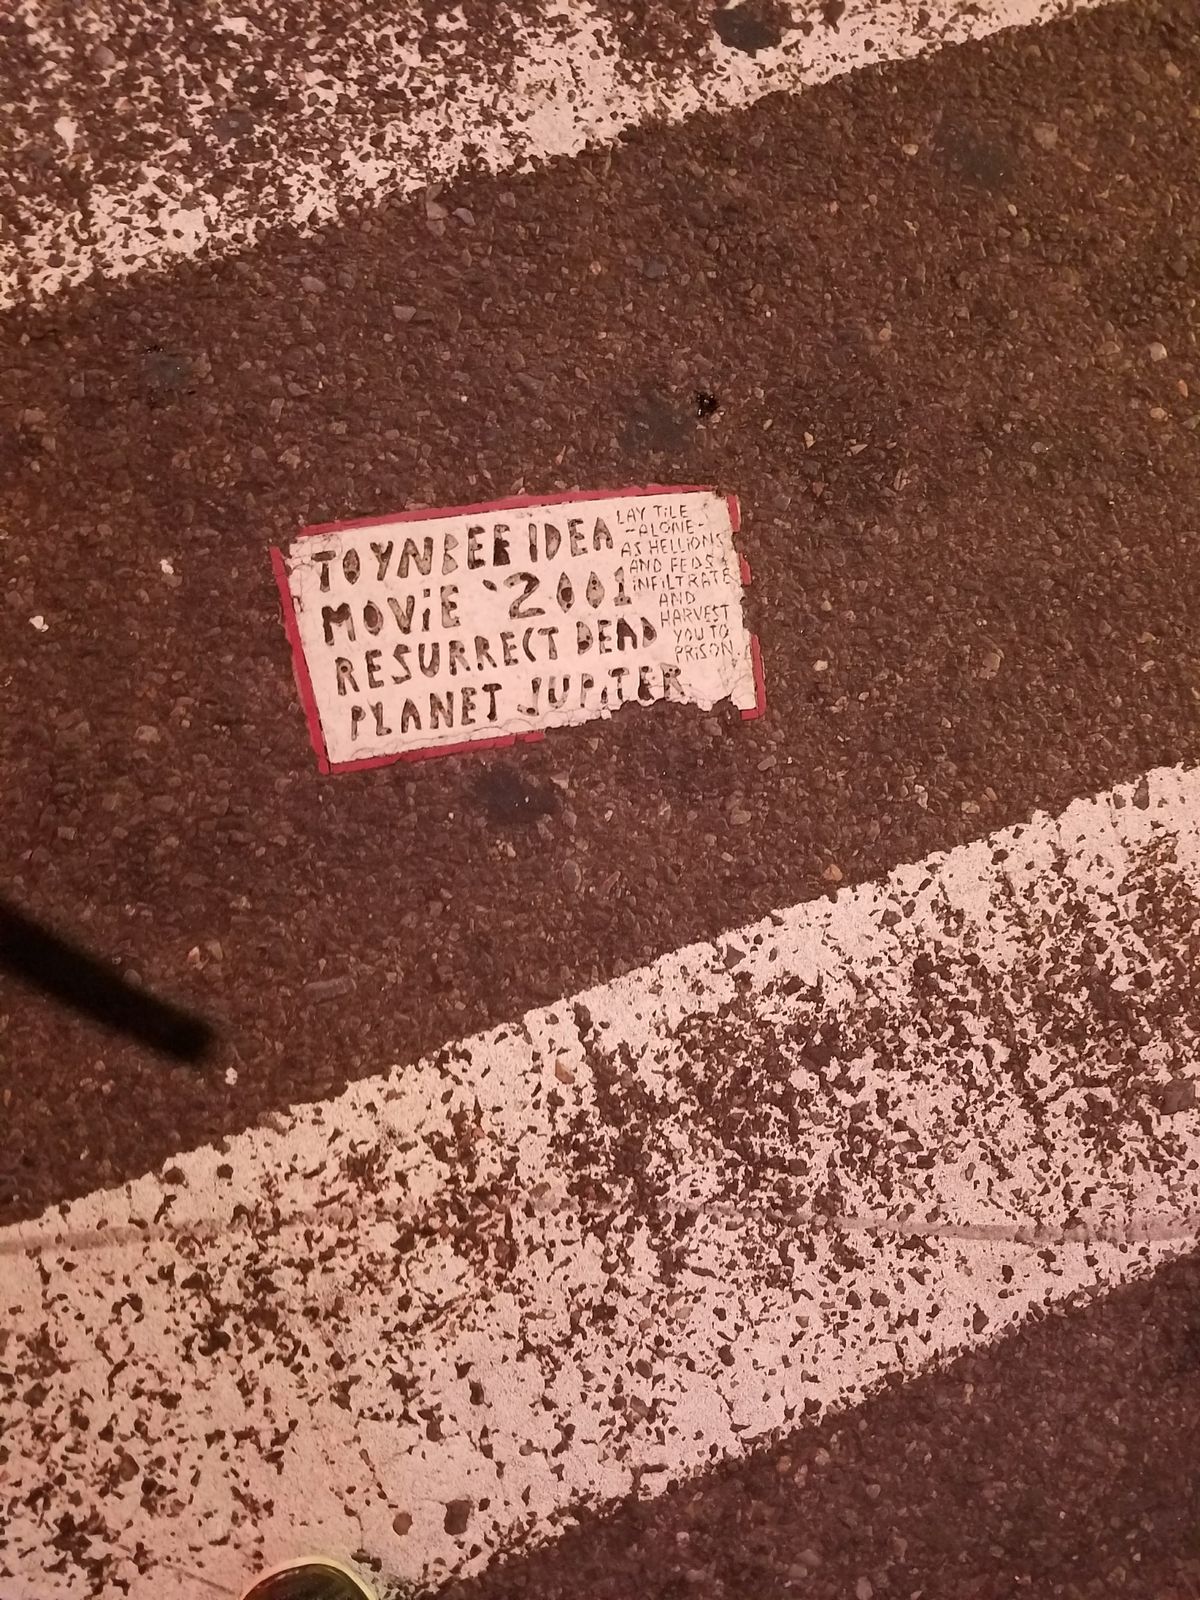 TOYNBEE IDEA
MOViE '2001
RESURRECT DEAD
PLANET JUPiTER
LAY TiLE
-ALONE-
AS HELLIONS
AND FEDS
iNFiLTRATE
AND
HARVEST
YOU TO
PRiSON.